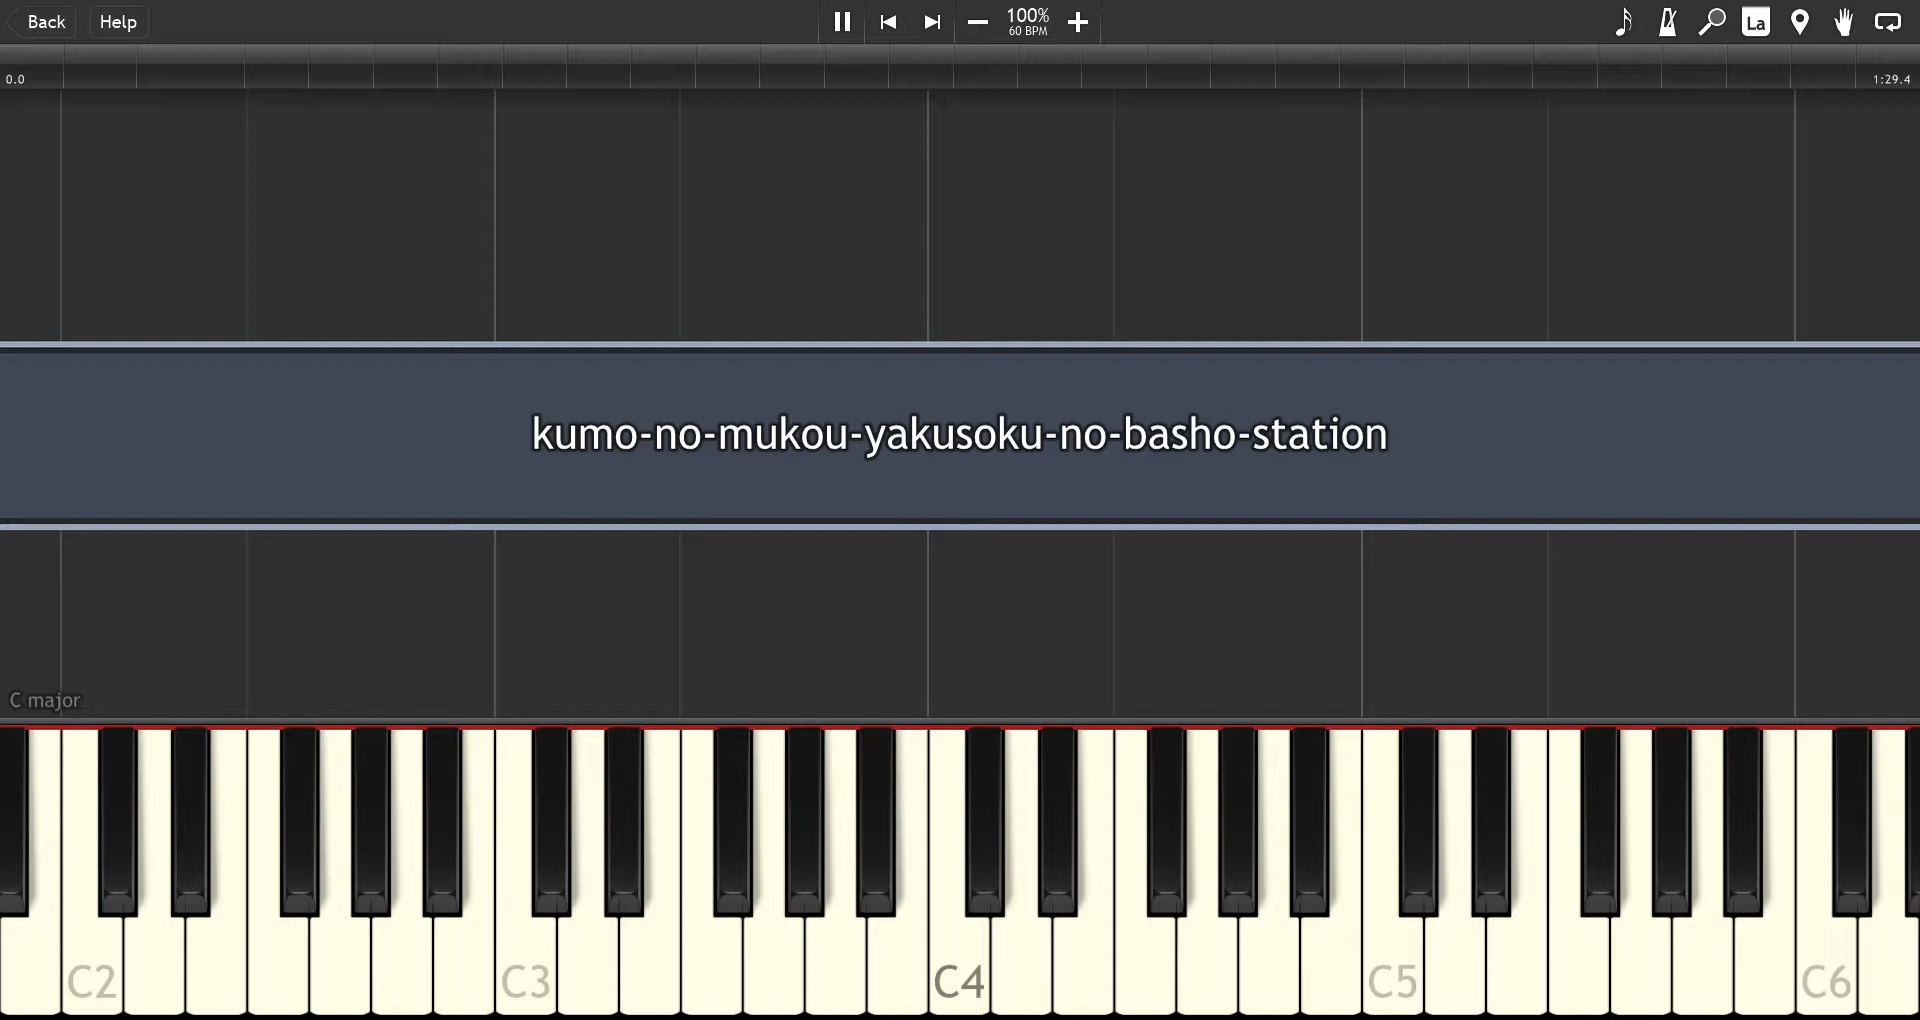 Back Help 100% La
60 BPM
0.0 1:29.4
kumo-no-mukou-yakusoku-no-basho-station
C major
C2 C3 C4 C5 C6